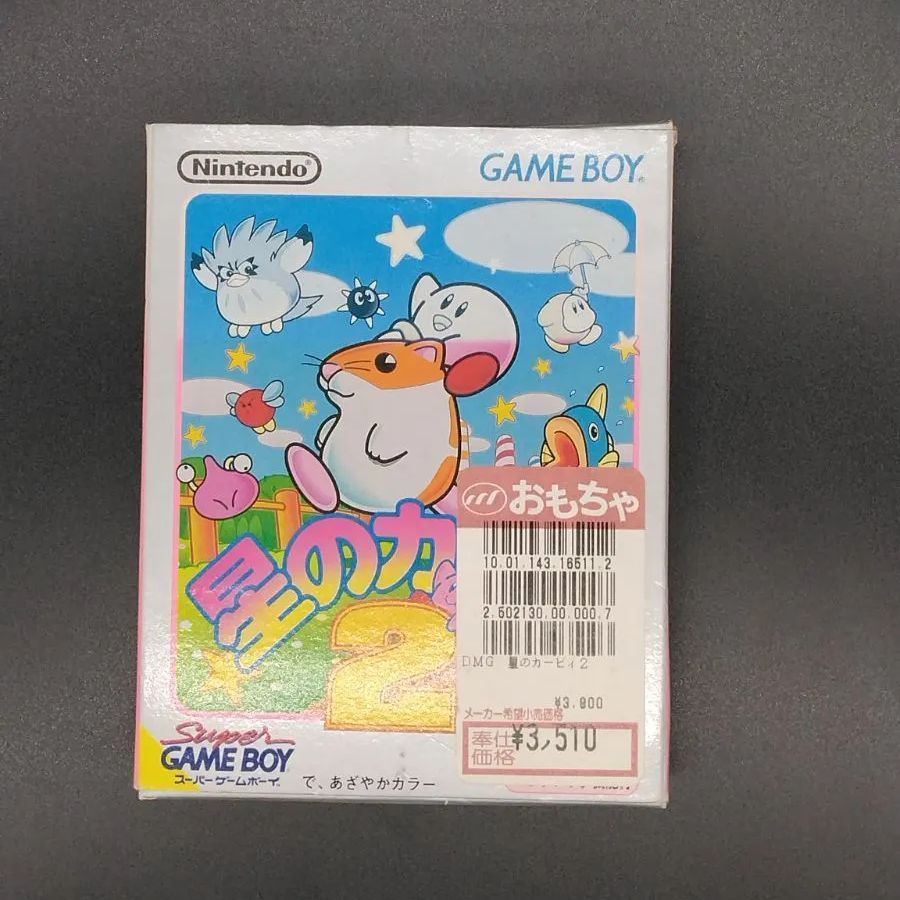 Nintendo
GAME BOY
星のカ
2
おもちゃ
10.01.143.16511.2
2.502130.00.000.7
DMG 星のカービィ2
¥3,800
メーカー希望小売価格
奉仕価格 ¥3,510
Super
GAME BOY
スーパーゲームボーイ
で、あざやかカラー